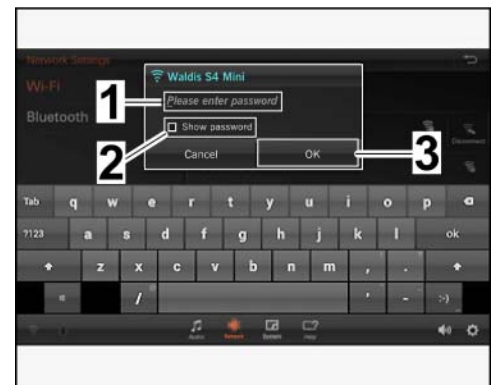 Network Settings
Wi-Fi
Bluetooth
Waldis S4 Mini
1
Please enter password
2
Show password
Cancel
OK
3
Disconnect
Tab q w e r t y u i o p
?123 a s d f g h j k l ok
z x c v b n m , .
/ ' - :-)
Audio Network System Help